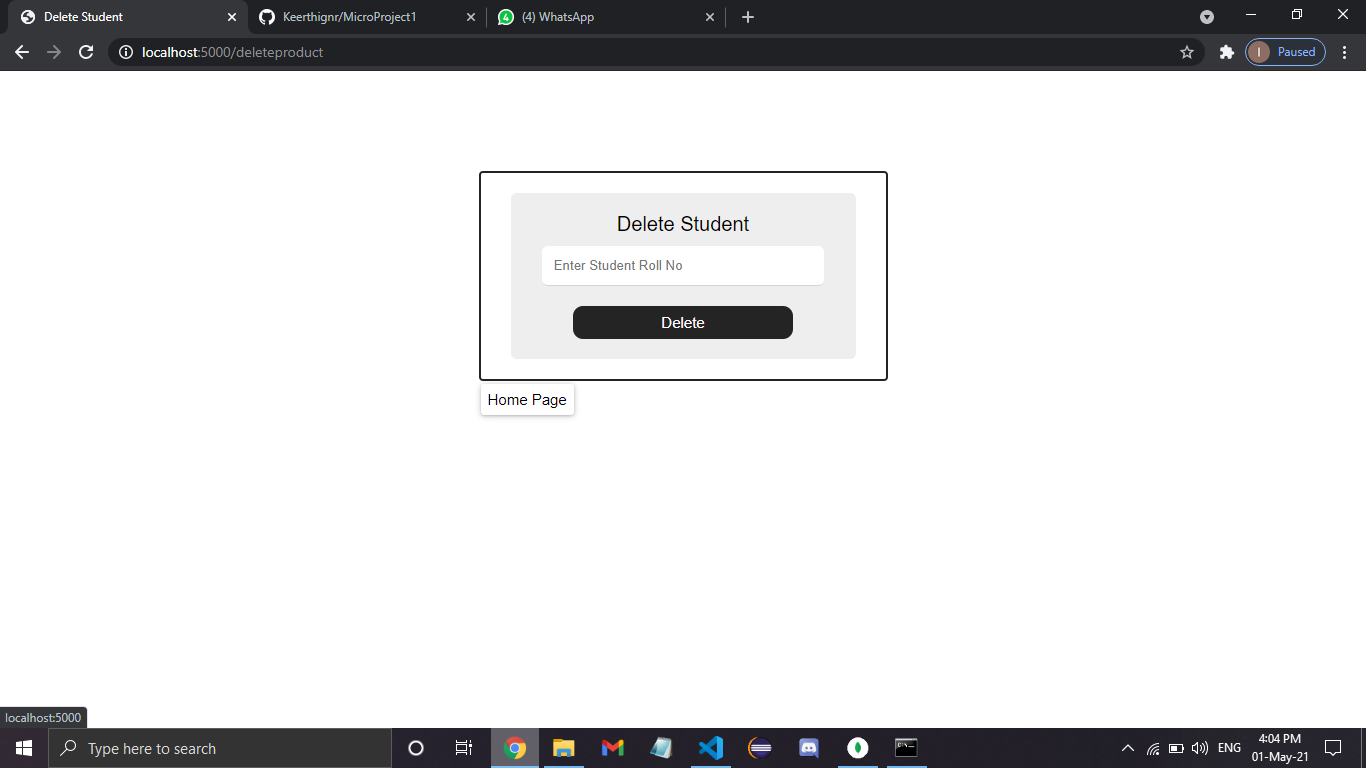 Delete Student
Keerthignr/MicroProject1
4
(4) WhatsApp
localhost:5000/deleteproduct
I
Paused
Delete Student
Enter Student Roll No
Delete
Home Page
localhost:5000
Type here to search
ENG
4:04 PM
01-May-21